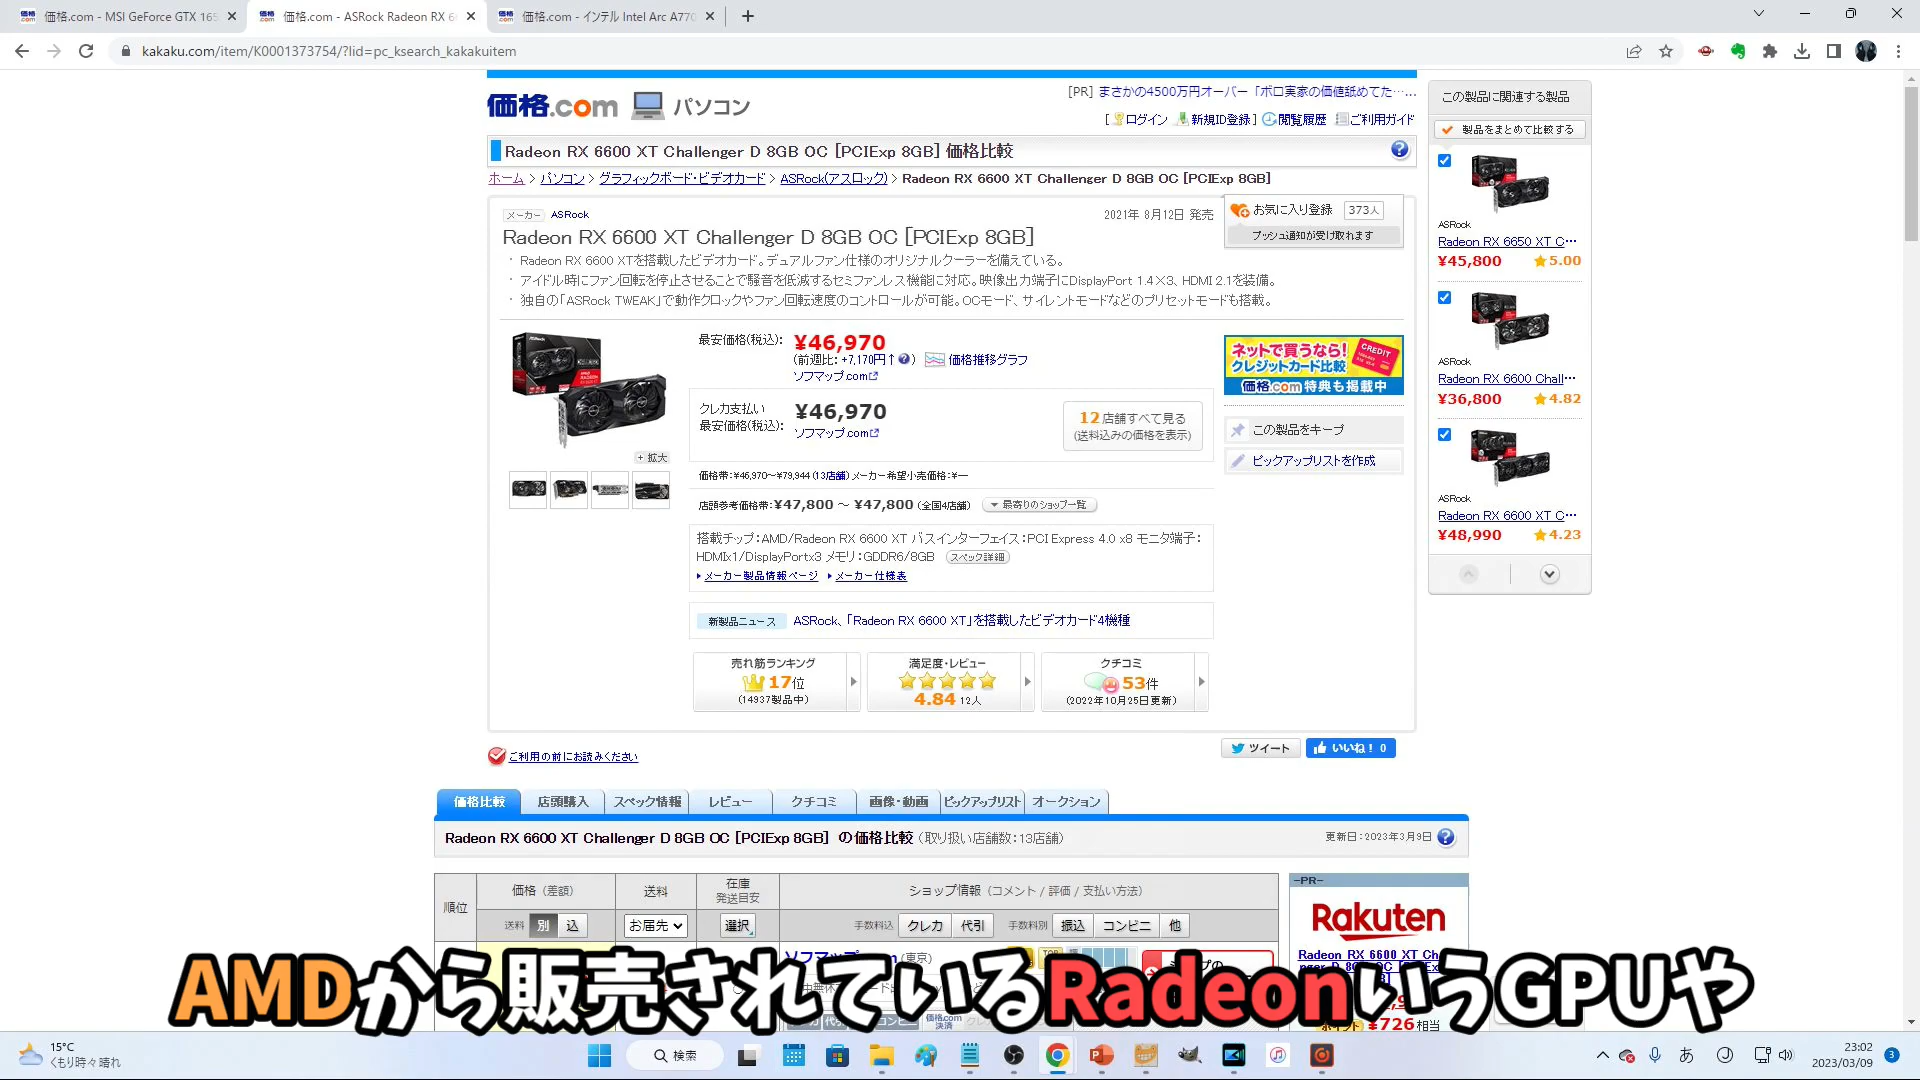 価格.com - MSI GeForce GTX 165
価格.com - ASRock Radeon RX 6
価格.com - インテル Intel Arc A770
kakaku.com/item/K0001373754/?lid=pc_ksearch_kakakuitem
価格.com パソコン
[PR] まさかの4500万円オーバー「ボロ実家の価値舐めてた…...
[ ログイン 新規ID登録 ] 閲覧履歴 ご利用ガイド
Radeon RX 6600 XT Challenger D 8GB OC [PCIExp 8GB] 価格比較
ホーム > パソコン > グラフィックボード・ビデオカード > ASRock(アスロック) > Radeon RX 6600 XT Challenger D 8GB OC [PCIExp 8GB]
メーカー ASRock
2021年 8月12日 発売
お気に入り登録 373人
プッシュ通知が受け取れます
Radeon RX 6600 XT Challenger D 8GB OC [PCIExp 8GB]
・ Radeon RX 6600 XTを搭載したビデオカード。デュアルファン仕様のオリジナルクーラーを備えている。
・ アイドル時にファン回転を停止させることで騒音を低減するセミファンレス機能に対応。映像出力端子にDisplayPort 1.4×3、HDMI 2.1を装備。
・ 独自の「ASRock TWEAK」で動作クロックやファン回転速度のコントロールが可能。OCモード、サイレントモードなどのプリセットモードも搭載。
最安価格(税込): ¥46,970
(前週比: +7,170円↑) 価格推移グラフ
ソフマップ.com
クレカ支払い
最安価格(税込): ¥46,970
ソフマップ.com
12店舗すべて見る
(送料込みの価格を表示)
+ 拡大
価格帯:¥46,970～¥79,944 (13店舗) メーカー希望小売価格:¥―
店頭参考価格帯:¥47,800 ～ ¥47,800 (全国4店舗) 最寄りのショップ一覧
搭載チップ:AMD/Radeon RX 6600 XT バスインターフェイス:PCI Express 4.0 x8 モニタ端子:
HDMIx1/DisplayPortx3 メモリ:GDDR6/8GB スペック詳細
メーカー製品情報ページ メーカー仕様表
新製品ニュース ASRock、「Radeon RX 6600 XT」を搭載したビデオカード4機種
売れ筋ランキング
17位
(14937製品中)
満足度・レビュー
4.84 12人
クチコミ
53件
(2022年10月25日更新)
ネットで買うなら!
クレジットカード比較
CREDIT CARD
価格.com 特典も掲載中
この製品をキープ
ピックアップリストを作成
この製品に関連する製品
製品をまとめて比較する
ASRock
Radeon RX 6650 XT C…
¥45,800 5.00
ASRock
Radeon RX 6600 Chall…
¥36,800 4.82
ASRock
Radeon RX 6600 XT C…
¥48,990 4.23
ご利用の前にお読みください
ツイート
いいね! 0
価格比較 店頭購入 スペック情報 レビュー クチコミ 画像・動画 ピックアップリスト オークション
Radeon RX 6600 XT Challenger D 8GB OC [PCIExp 8GB] の価格比較 (取り扱い店舗数:13店舗)
更新日:2023年3月9日
順位
価格 (差額)
送料
在庫
発送目安
ショップ情報 (コメント / 評価 / 支払い方法)
送料 別 込
お届先
選択
手数料込 クレカ 代引 手数料別 振込 コンビニ 他
(東京)
-PR-
Rakuten
Radeon RX 6600 XT Chall
¥726 相当
AMDから販売されているRadeonいうGPUや
15°C
くもり時々晴れ
検索
あ
23:02
2023/03/09
3